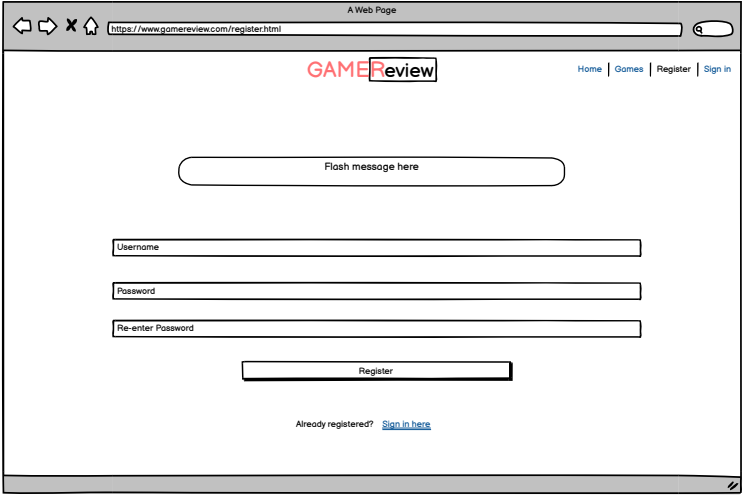 A Web Page
https://www.gamereview.com/register.html
GAMEReview
Home | Games | Register | Sign in
Flash message here
Username
Password
Re-enter Password
Register
Already registered? Sign in here